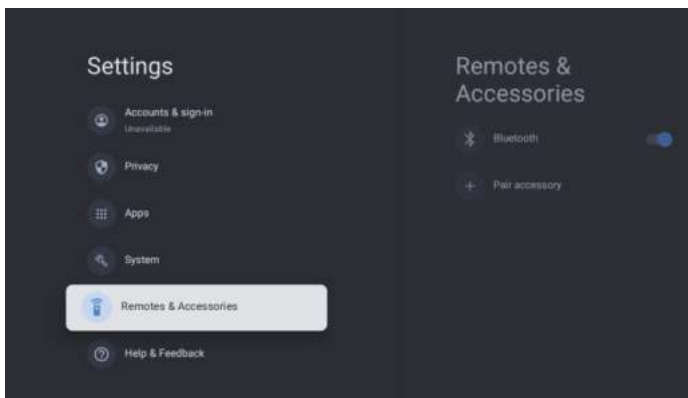 Settings
Accounts & sign-in
Unavailable
Privacy
Apps
System
Remotes & Accessories
Help & Feedback
Remotes &
Accessories
Bluetooth
Pair accessory